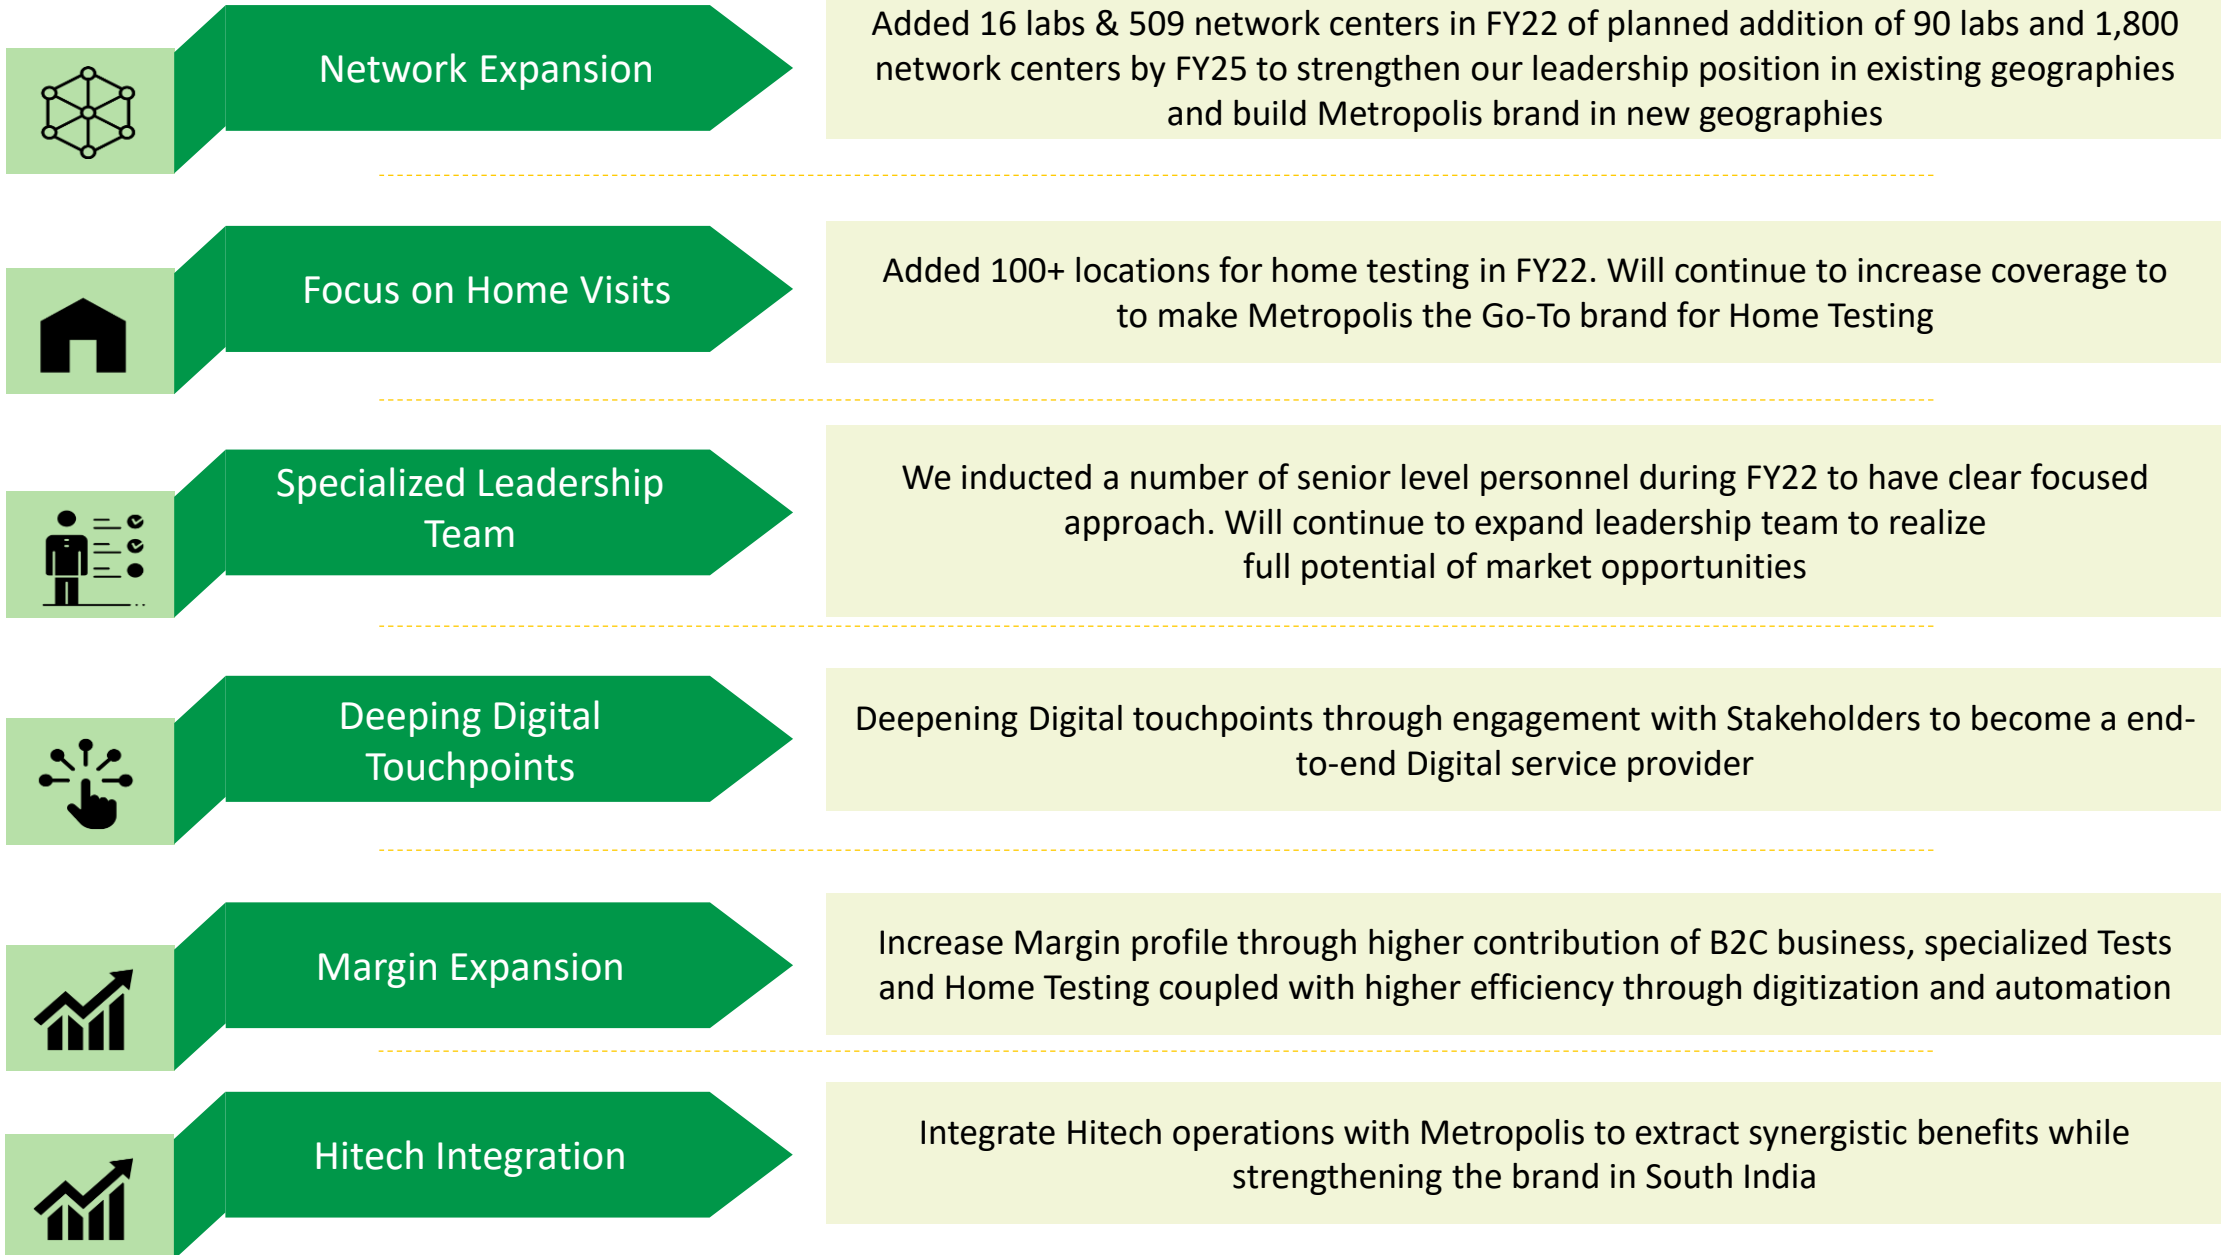 Network Expansion
Added 16 labs & 509 network centers in FY22 of planned addition of 90 labs and 1,800
network centers by FY25 to strengthen our leadership position in existing geographies
and build Metropolis brand in new geographies
Focus on Home Visits
Added 100+ locations for home testing in FY22. Will continue to increase coverage to
to make Metropolis the Go-To brand for Home Testing
Specialized Leadership
Team
We inducted a number of senior level personnel during FY22 to have clear focused
approach. Will continue to expand leadership team to realize
full potential of market opportunities
Deeping Digital
Touchpoints
Deepening Digital touchpoints through engagement with Stakeholders to become a end-
to-end Digital service provider
Margin Expansion
Increase Margin profile through higher contribution of B2C business, specialized Tests
and Home Testing coupled with higher efficiency through digitization and automation
Hitech Integration
Integrate Hitech operations with Metropolis to extract synergistic benefits while
strengthening the brand in South India